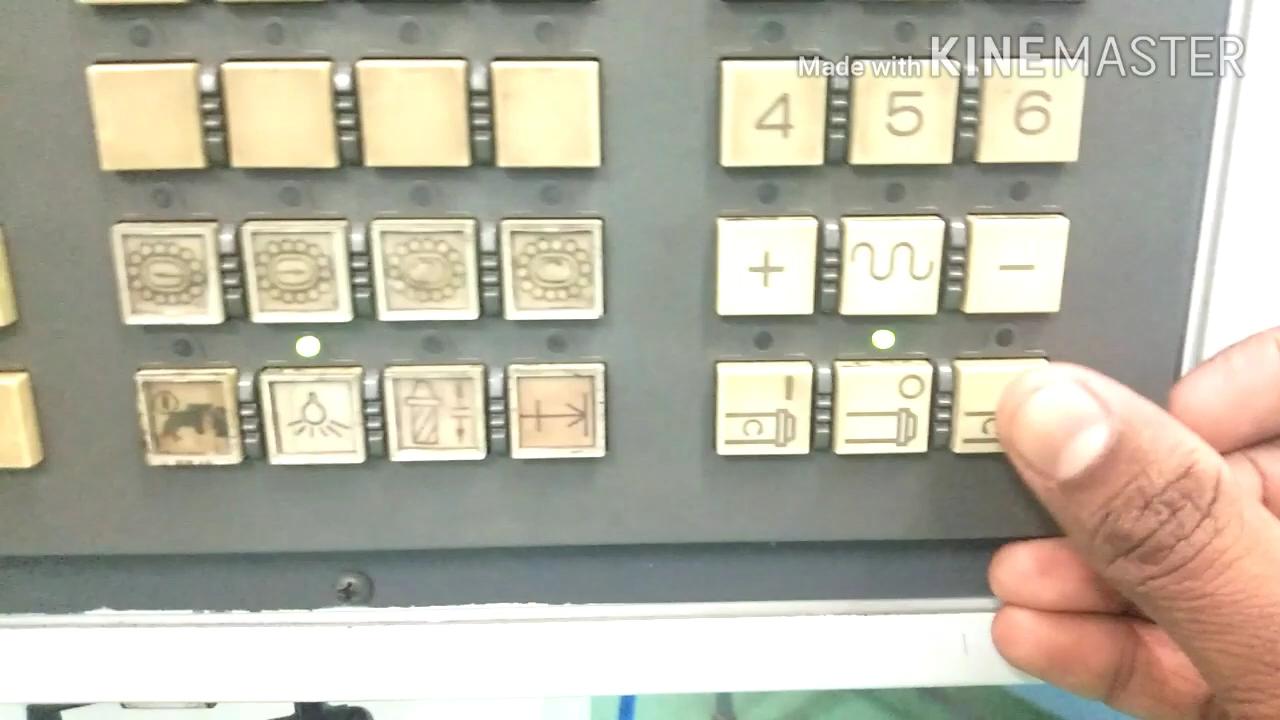 Made with KINEMASTER
4 5 6
+ −
− O
C C